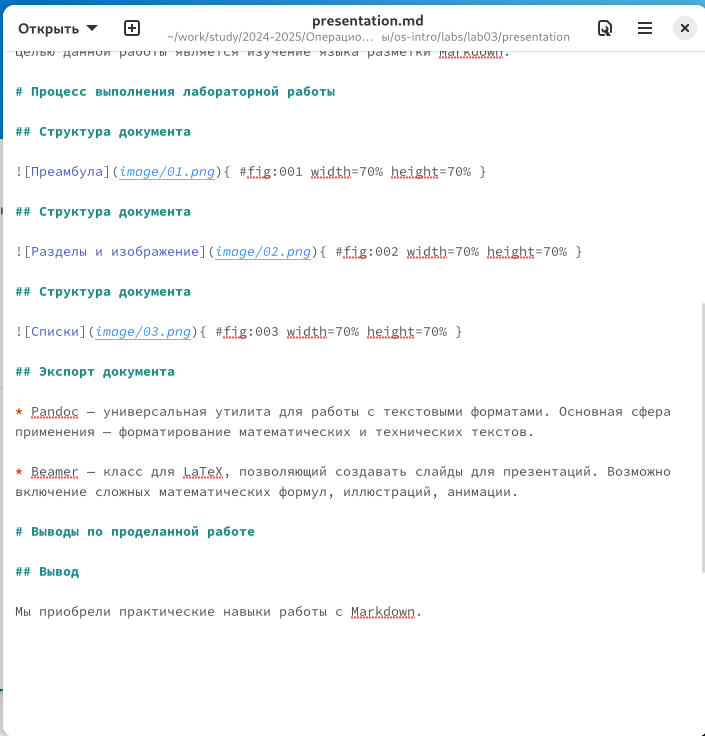 Открыть
presentation.md
~/work/study/2024-2025/Операцио… ы/os-intro/labs/lab03/presentation
Целью данной работы является изучение языка разметки Markdown.
# Процесс выполнения лабораторной работы
## Структура документа
![Преамбула](image/01.png){ #fig:001 width=70% height=70% }
## Структура документа
![Разделы и изображение](image/02.png){ #fig:002 width=70% height=70% }
## Структура документа
![Списки](image/03.png){ #fig:003 width=70% height=70% }
## Экспорт документа
* Pandoc — универсальная утилита для работы с текстовыми форматами. Основная сфера
применения — форматирование математических и технических текстов.
* Beamer — класс для LaTeX, позволяющий создавать слайды для презентаций. Возможно
включение сложных математических формул, иллюстраций, анимации.
# Выводы по проделанной работе
## Вывод
Мы приобрели практические навыки работы с Markdown.